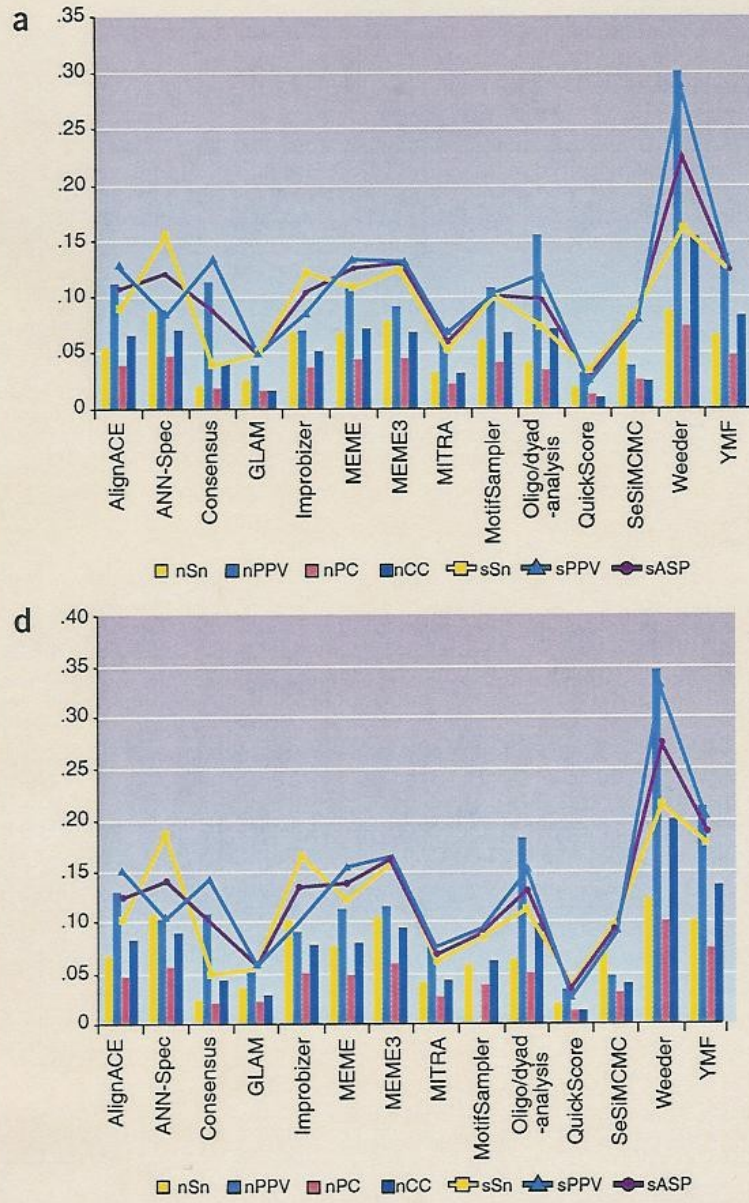 a
.35
.30
.25
.20
.15
.10
.05
0
AlignACE
ANN-Spec
Consensus
GLAM
Improbizer
MEME
MEME3
MITRA
MotifSampler
Oligo/dyad
-analysis
QuickScore
SeSiMCMC
Weeder
YMF
nSn nPPV nPC nCC sSn sPPV sASP
d
.40
.35
.30
.25
.20
.15
.10
.05
0
AlignACE
ANN-Spec
Consensus
GLAM
Improbizer
MEME
MEME3
MITRA
MotifSampler
Oligo/dyad
-analysis
QuickScore
SeSiMCMC
Weeder
YMF
nSn nPPV nPC nCC sSn sPPV sASP